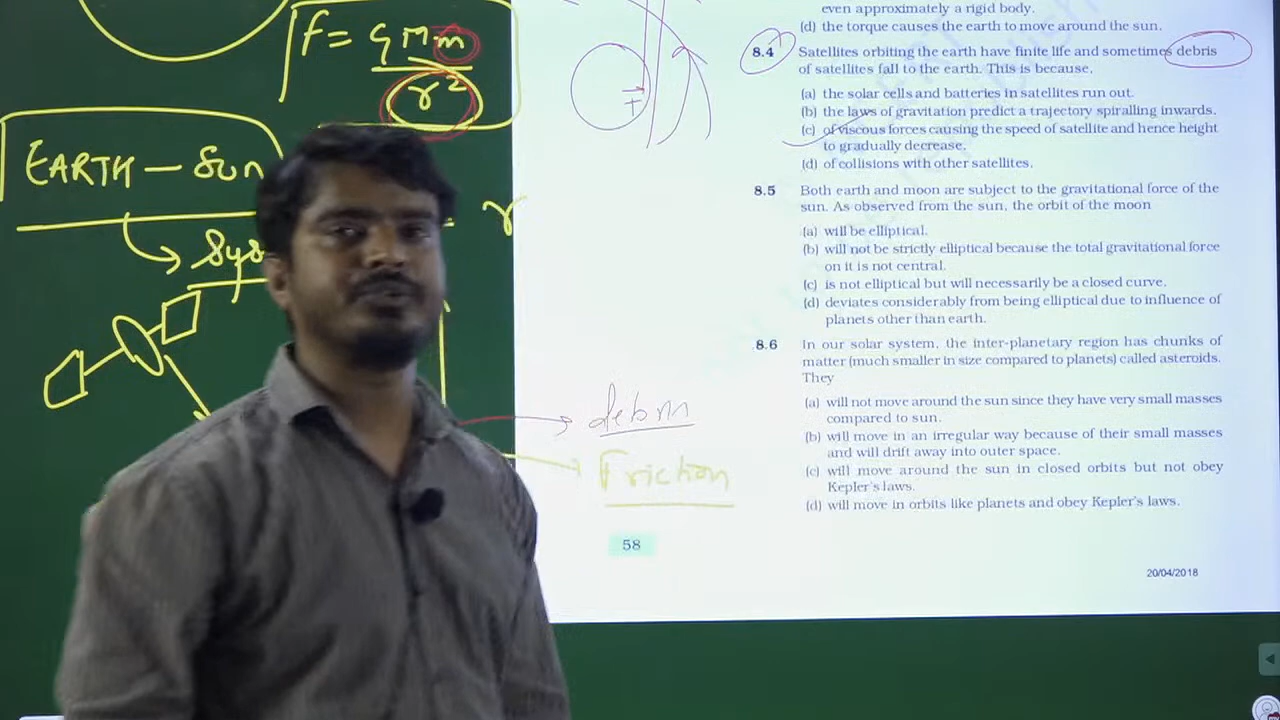 F = GMm
r²
EARTH - Sun
Sys
r
debri
Friction
even approximately a rigid body.
(d) the torque causes the earth to move around the sun.
8.4 Satellites orbiting the earth have finite life and sometimes debris
of satellites fall to the earth. This is because,
(a) the solar cells and batteries in satellites run out.
(b) the laws of gravitation predict a trajectory spiralling inwards.
(c) of viscous forces causing the speed of satellite and hence height
to gradually decrease.
(d) of collisions with other satellites.
8.5 Both earth and moon are subject to the gravitational force of the
sun. As observed from the sun, the orbit of the moon
(a) will be elliptical.
(b) will not be strictly elliptical because the total gravitational force
on it is not central.
(c) is not elliptical but will necessarily be a closed curve.
(d) deviates considerably from being elliptical due to influence of
planets other than earth.
8.6 In our solar system, the inter-planetary region has chunks of
matter (much smaller in size compared to planets) called asteroids.
They
(a) will not move around the sun since they have very small masses
compared to sun.
(b) will move in an irregular way because of their small masses
and will drift away into outer space.
(c) will move around the sun in closed orbits but not obey
Kepler's laws.
(d) will move in orbits like planets and obey Kepler's laws.
58
20/04/2018